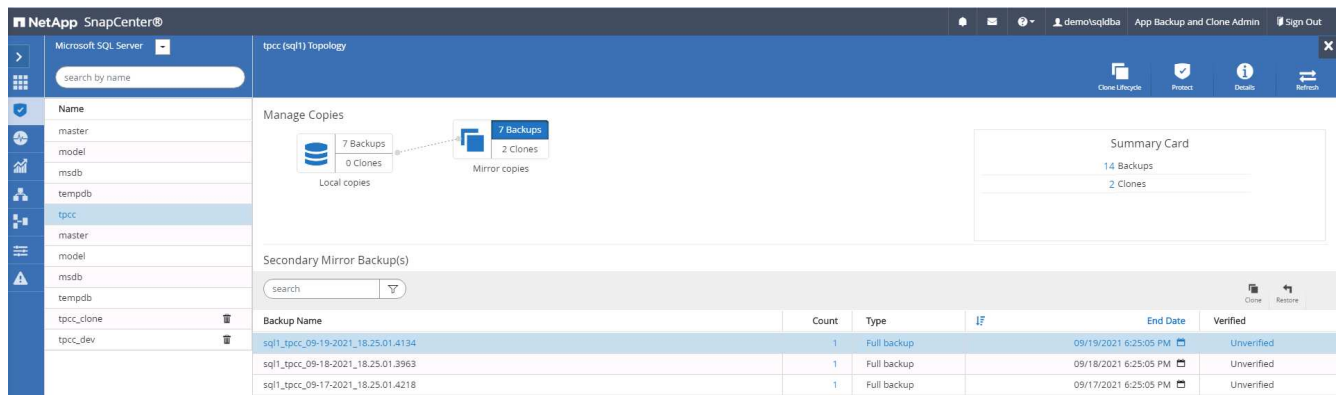 NetApp SnapCenter®
demo\sqldba App Backup and Clone Admin Sign Out
Microsoft SQL Server
search by name
Name
master
model
msdb
tempdb
tpcc
master
model
msdb
tempdb
tpcc_clone
tpcc_dev
tpcc (sql1) Topology
Clone Lifecycle Protect Details Refresh
Manage Copies
7 Backups
0 Clones
Local copies
7 Backups
2 Clones
Mirror copies
Summary Card
14 Backups
2 Clones
Secondary Mirror Backup(s)
search
Clone Restore
Backup Name Count Type End Date Verified
sql1_tpcc_09-19-2021_18.25.01.4134 1 Full backup 09/19/2021 6:25:05 PM Unverified
sql1_tpcc_09-18-2021_18.25.01.3963 1 Full backup 09/18/2021 6:25:05 PM Unverified
sql1_tpcc_09-17-2021_18.25.01.4218 1 Full backup 09/17/2021 6:25:05 PM Unverified